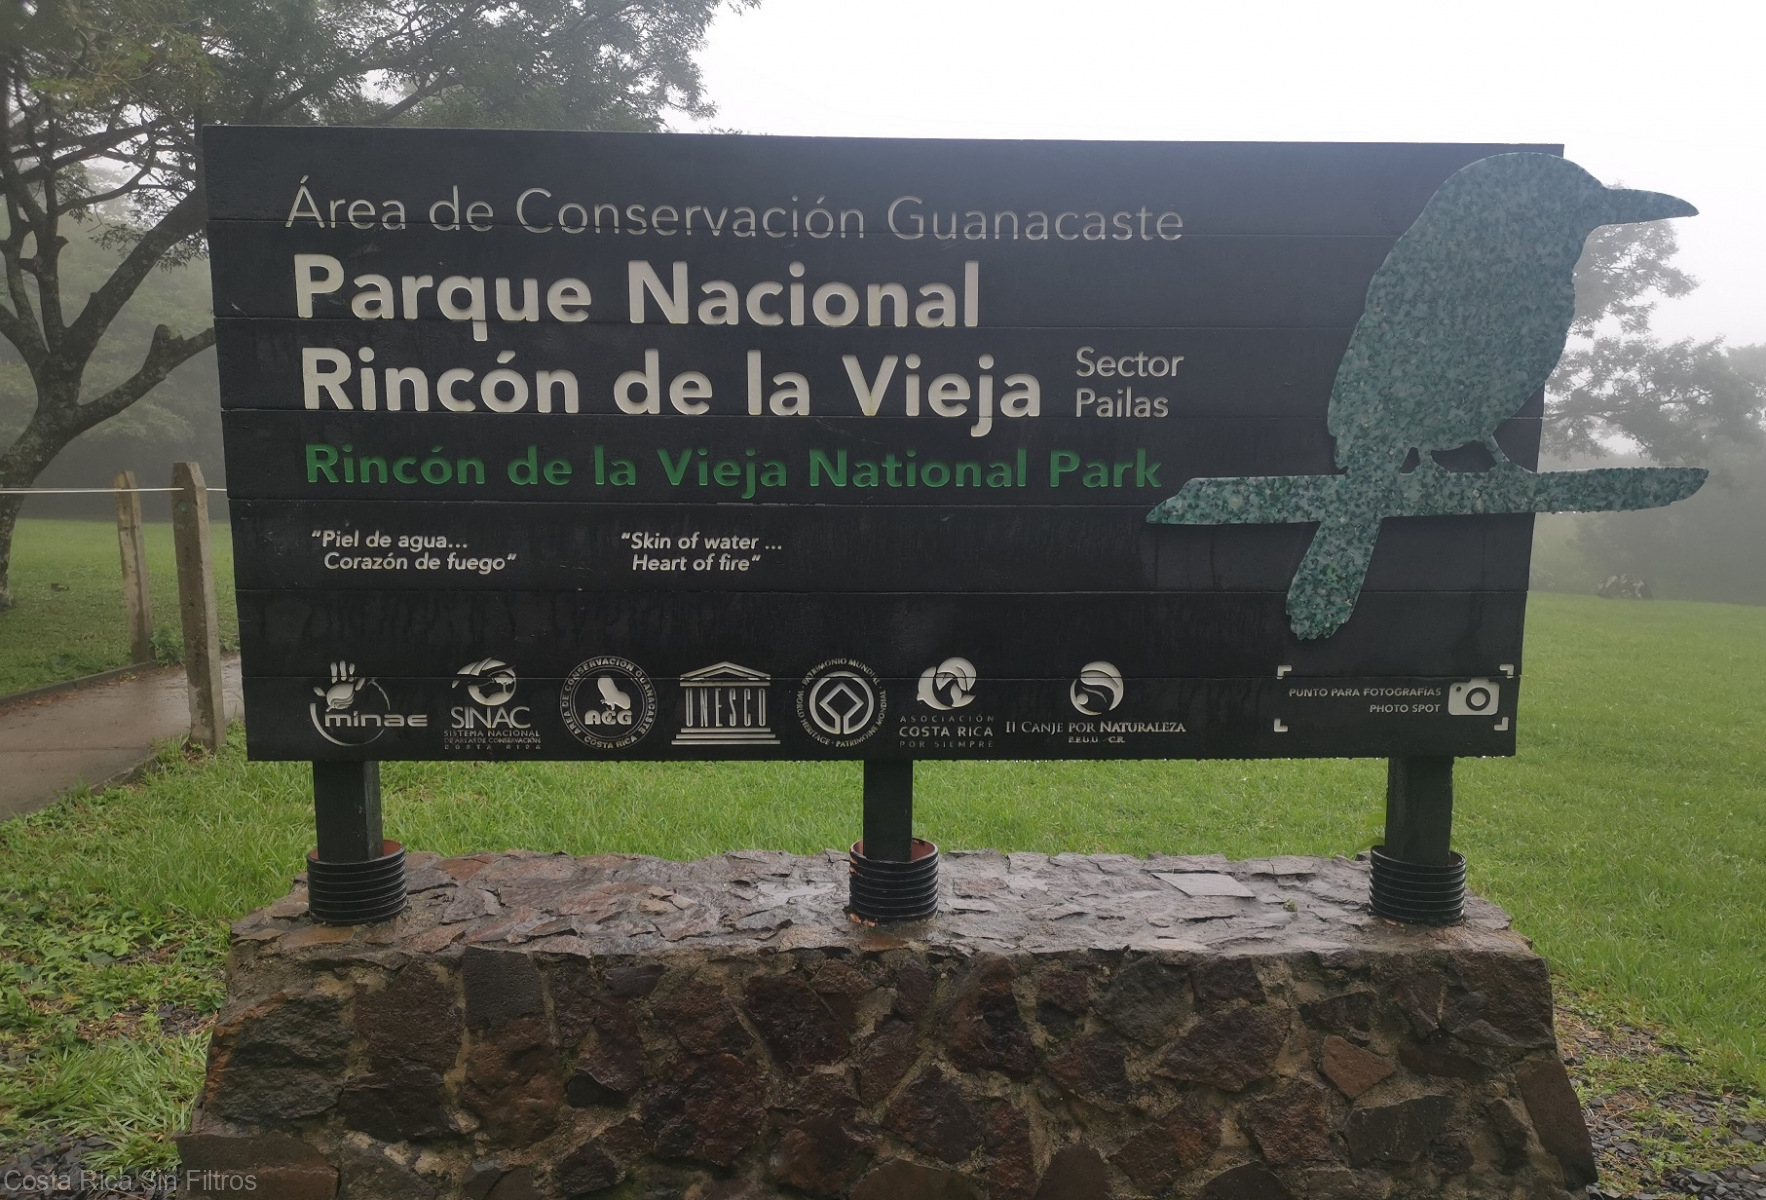 Área de Conservación Guanacaste
Parque Nacional
Rincón de la Vieja
Sector
Pailas
Rincón de la Vieja National Park
“Piel de agua...
Corazón de fuego”
“Skin of water ...
Heart of fire”
minae
SINAC
SISTEMA NACIONAL
DE ÁREAS DE CONSERVACIÓN
COSTA RICA
ÁREA DE CONSERVACIÓN GUANACASTE
ACG
COSTA RICA
UNESCO
PATRIMONIO MUNDIAL
WORLD HERITAGE
PATRIMOINE MONDIAL
ASOCIACIÓN
COSTA RICA
POR SIEMPRE
II CANJE POR NATURALEZA
E.E.U.U. - C.R.
PUNTO PARA FOTOGRAFÍAS
PHOTO SPOT
Costa Rica Sin Filtros